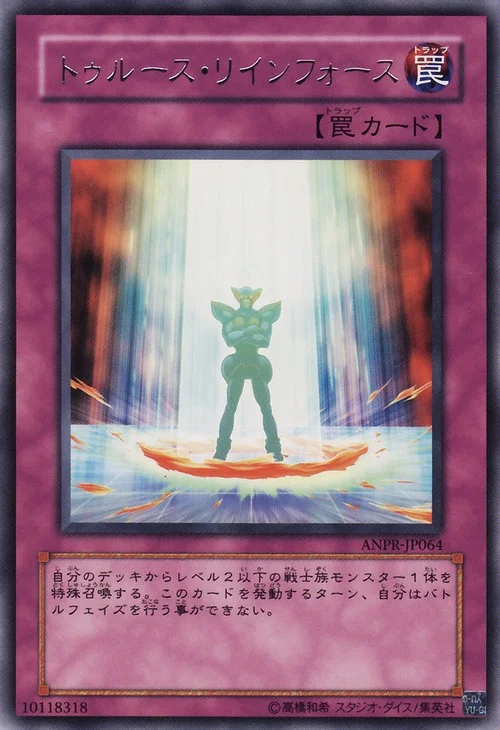 トゥルース・リインフォース
トラップ
罠
トラップ
【罠カード】
ANPR-JP064
自分のデッキからレベル2以下の戦士族モンスター1体を
特殊召喚する。このカードを発動するターン、自分はバト
ルフェイズを行う事ができない。
10118318
©高橋和希 スタジオ・ダイス/集英社